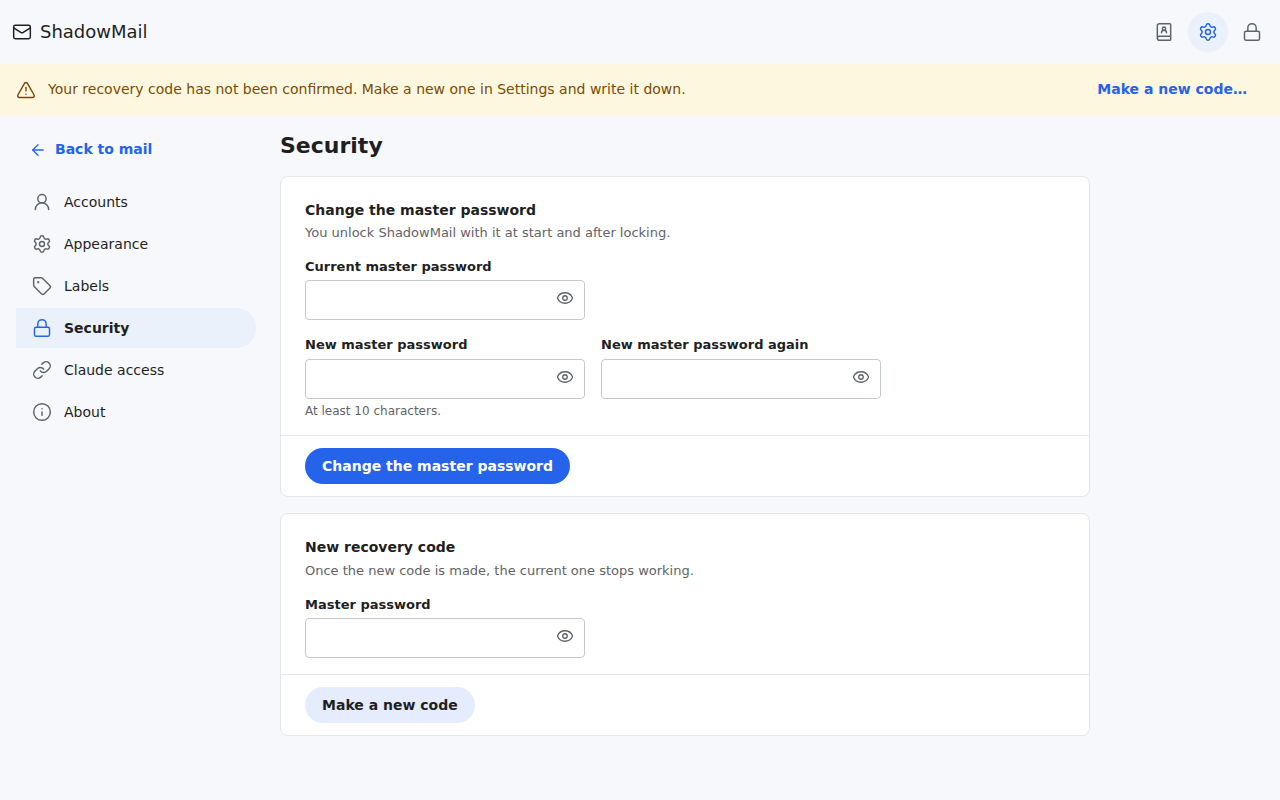 ShadowMail
Your recovery code has not been confirmed. Make a new one in Settings and write it down.
Make a new code…
Back to mail
Accounts
Appearance
Labels
Security
Claude access
About
Security
Change the master password
You unlock ShadowMail with it at start and after locking.
Current master password
New master password
New master password again
At least 10 characters.
Change the master password
New recovery code
Once the new code is made, the current one stops working.
Master password
Make a new code